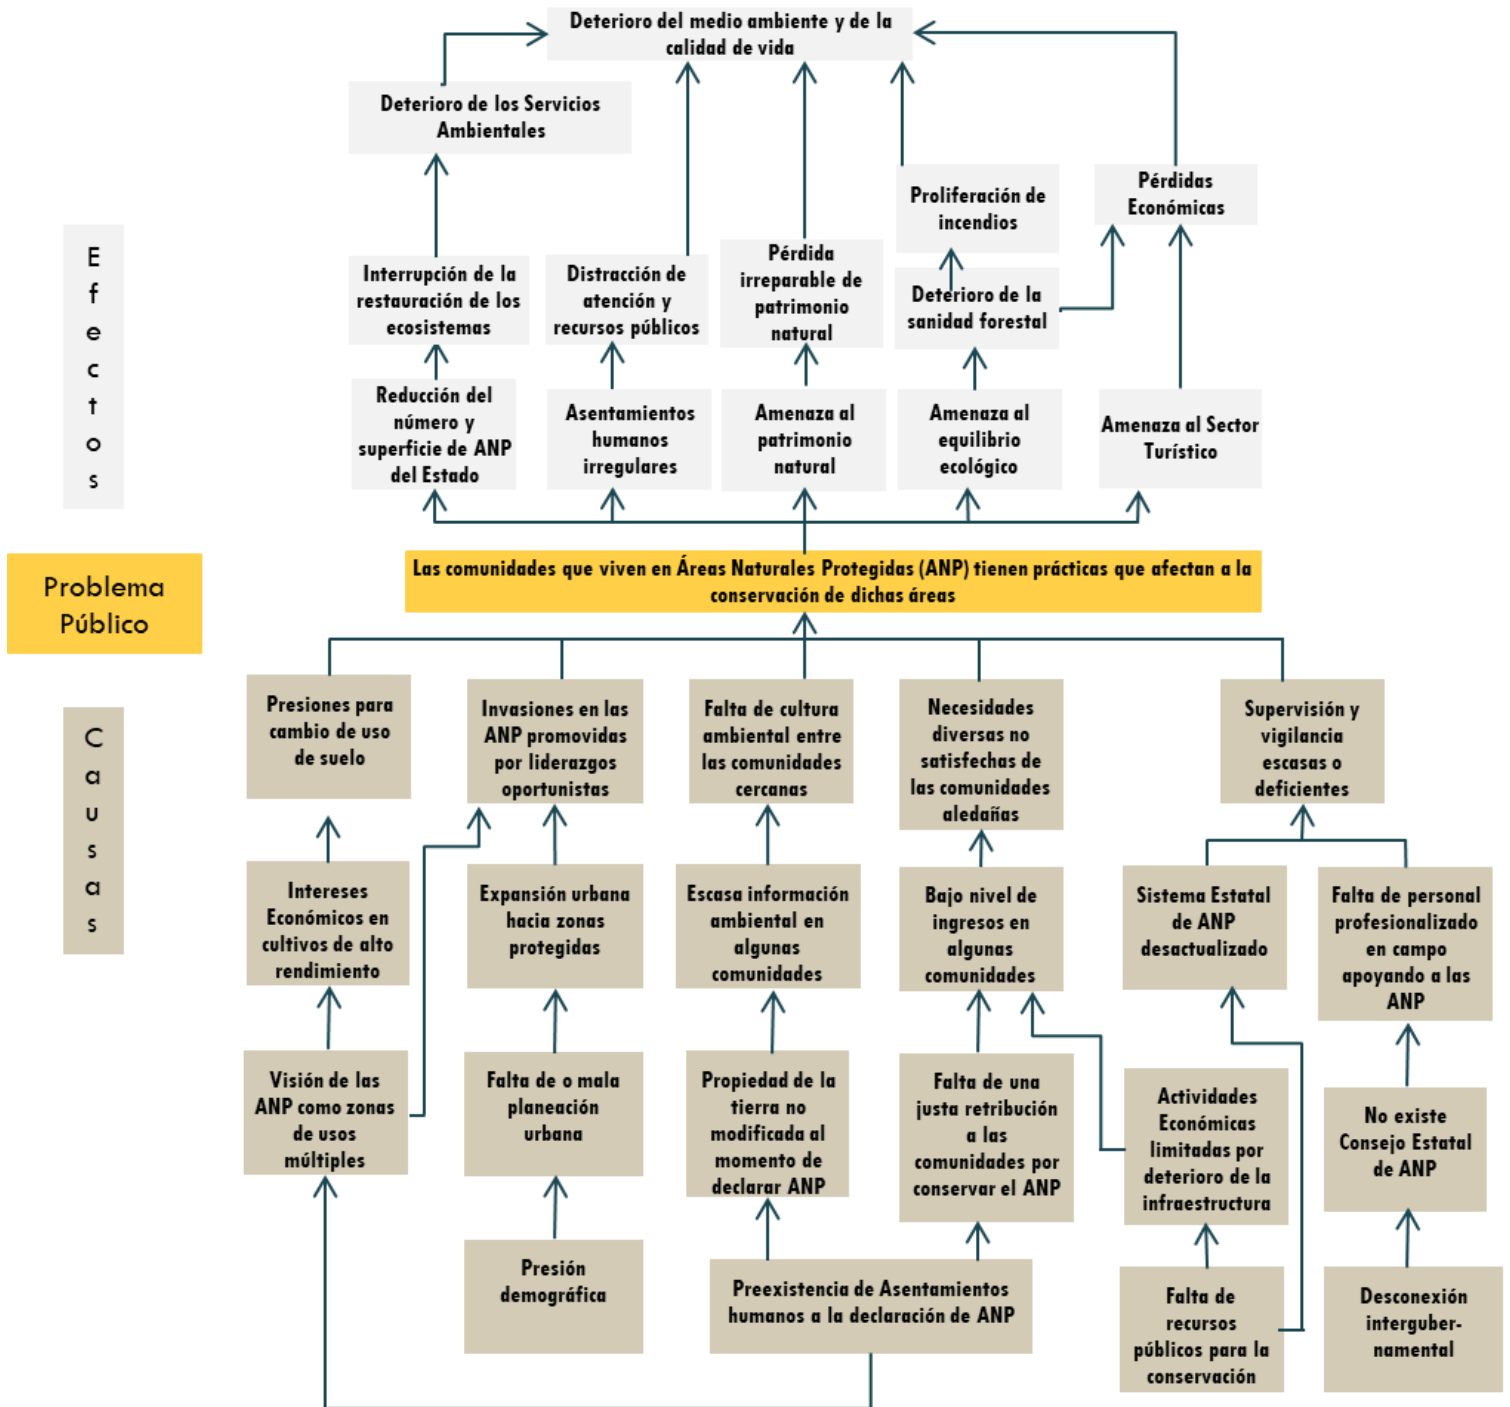 Deterioro del medio ambiente y de la
calidad de vida
Deterioro de los Servicios
Ambientales
Proliferación de
incendios
Pérdidas
Económicas
Efectos
Interrupción de la
restauración de los
ecosistemas
Distracción de
atención y
recursos públicos
Pérdida
irreparable de
patrimonio
natural
Deterioro de la
sanidad forestal
Reducción del
número y
superficie de ANP
del Estado
Asentamientos
humanos
irregulares
Amenaza al
patrimonio
natural
Amenaza al
equilibrio
ecológico
Amenaza al Sector
Turístico
Problema
Público
Las comunidades que viven en Áreas Naturales Protegidas (ANP) tienen prácticas que afectan a la
conservación de dichas áreas
Causas
Presiones para
cambio de uso
de suelo
Invasiones en las
ANP promovidas
por liderazgos
oportunistas
Falta de cultura
ambiental entre
las comunidades
cercanas
Necesidades
diversas no
satisfechas de
las comunidades
aledañas
Supervisión y
vigilancia
escasas o
deficientes
Intereses
Económicos en
cultivos de alto
rendimiento
Expansión urbana
hacia zonas
protegidas
Escasa información
ambiental en
algunas
comunidades
Bajo nivel de
ingresos en
algunas
comunidades
Sistema Estatal
de ANP
desactualizado
Falta de personal
profesionalizado
en campo
apoyando a las
ANP
Visión de las
ANP como zonas
de usos
múltiples
Falta de o mala
planeación
urbana
Propiedad de la
tierra no
modificada al
momento de
declarar ANP
Falta de una
justa retribución
a las
comunidades por
conservar el ANP
Actividades
Económicas
limitadas por
deterioro de la
infraestructura
No existe
Consejo Estatal
de ANP
Presión
demográfica
Preexistencia de Asentamientos
humanos a la declaración de ANP
Falta de
recursos
públicos para la
conservación
Desconexión
interguber-
namental